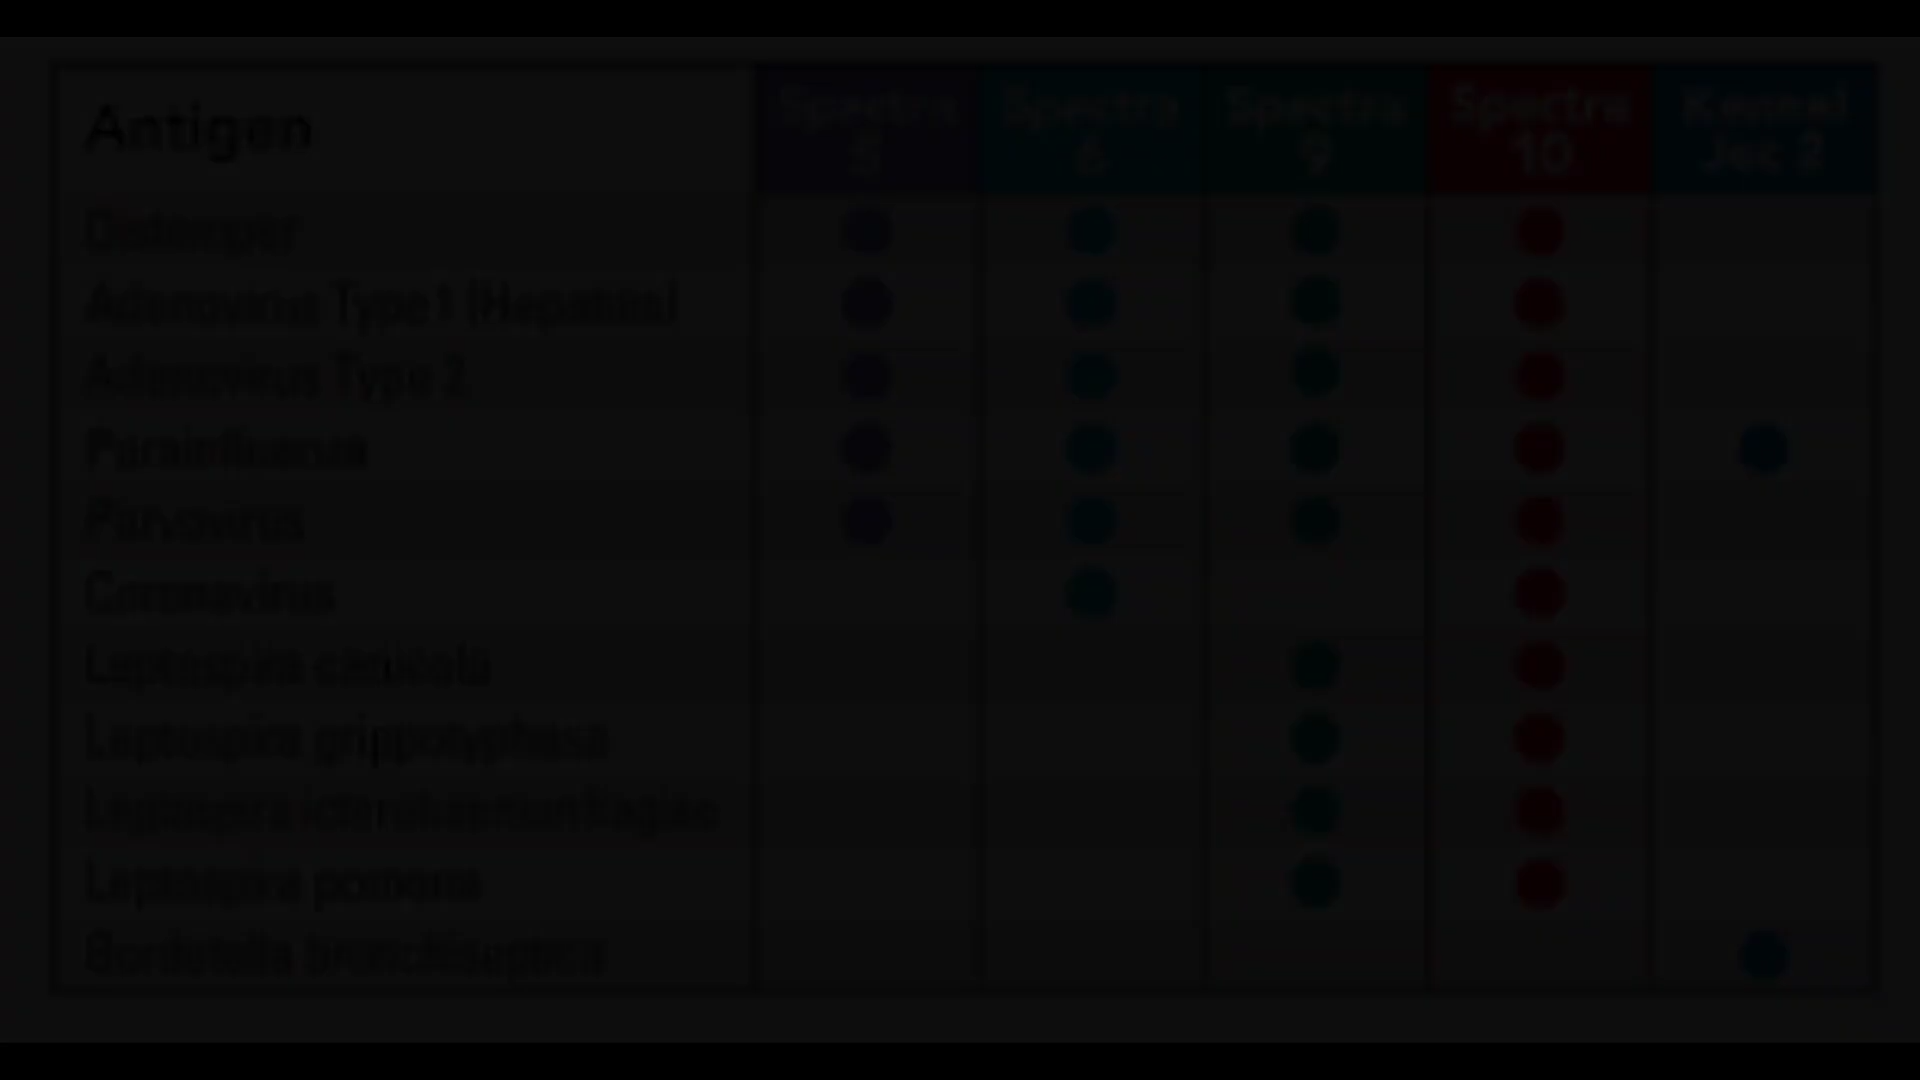 Antigen Spectra 5 Spectra 6 Spectra 9 Spectra 10 Kennel Jec 2
Distemper
Adenovirus Type 1 (Hepatitis)
Adenovirus Type 2
Parainfluenza
Parvovirus
Coronavirus
Leptospira canicola
Leptospira grippotyphosa
Leptospira icterohaemorrhagiae
Leptospira pomona
Bordetella bronchiseptica